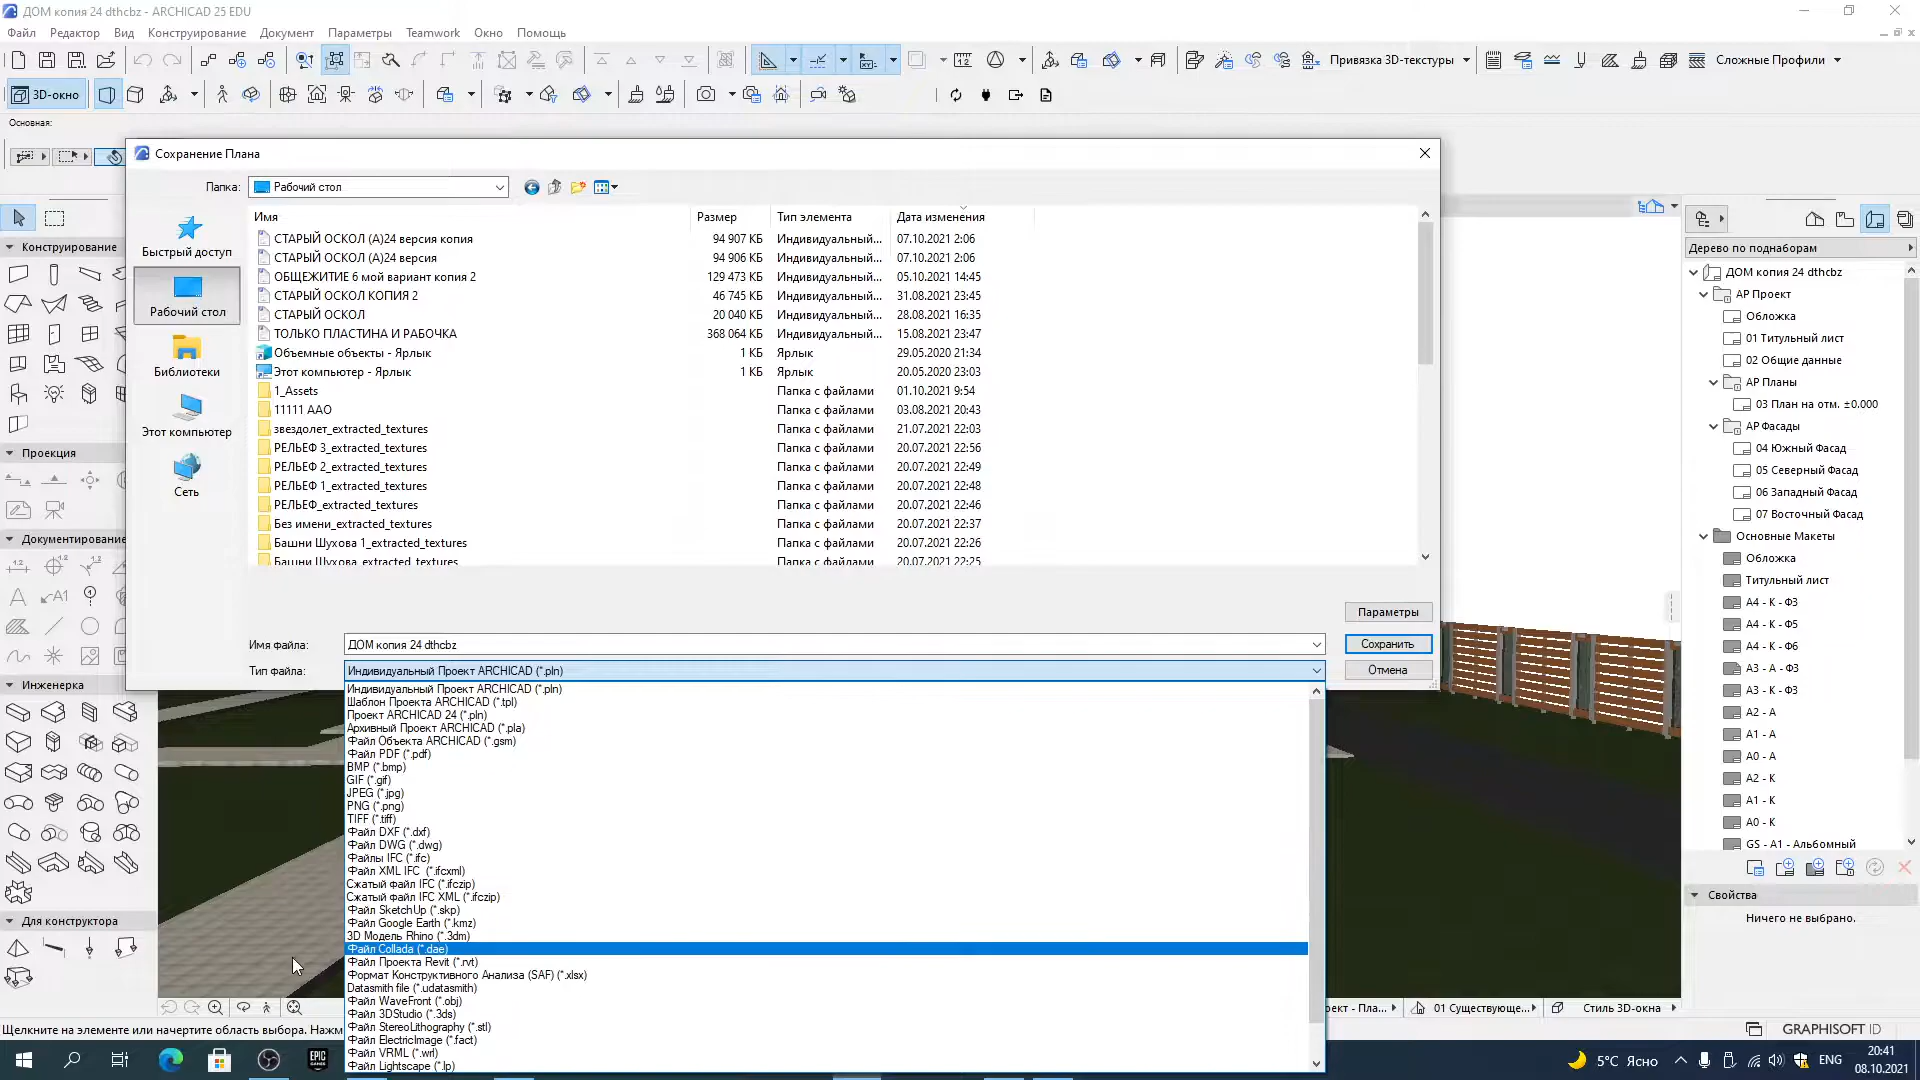 ДОМ копия 24 dthcbz - ARCHICAD 25 EDU
Файл Редактор Вид Конструирование Документ Параметры Teamwork Окно Помощь
Привязка 3D-текстуры
Сложные Профили
3D-окно
Основная:
Сохранение Плана
Папка: Рабочий стол
Имя Размер Тип элемента Дата изменения
СТАРЫЙ ОСКОЛ (А)24 версия копия 94 907 КБ Индивидуальный... 07.10.2021 2:06
СТАРЫЙ ОСКОЛ (А)24 версия 94 906 КБ Индивидуальный... 07.10.2021 2:06
ОБЩЕЖИТИЕ 6 мой вариант копия 2 129 473 КБ Индивидуальный... 05.10.2021 14:45
СТАРЫЙ ОСКОЛ КОПИЯ 2 46 745 КБ Индивидуальный... 31.08.2021 23:45
СТАРЫЙ ОСКОЛ 20 040 КБ Индивидуальный... 28.08.2021 16:35
ТОЛЬКО ПЛАСТИНА И РАБОЧКА 368 064 КБ Индивидуальный... 15.08.2021 23:47
Объемные объекты - Ярлык 1 КБ Ярлык 29.05.2020 21:34
Этот компьютер - Ярлык 1 КБ Ярлык 20.05.2020 23:03
1_Assets Папка с файлами 01.10.2021 9:54
11111 ААО Папка с файлами 03.08.2021 20:43
звездолет_extracted_textures Папка с файлами 21.07.2021 22:03
РЕЛЬЕФ 3_extracted_textures Папка с файлами 20.07.2021 22:56
РЕЛЬЕФ 2_extracted_textures Папка с файлами 20.07.2021 22:49
РЕЛЬЕФ 1_extracted_textures Папка с файлами 20.07.2021 22:48
РЕЛЬЕФ_extracted_textures Папка с файлами 20.07.2021 22:46
Без имени_extracted_textures Папка с файлами 20.07.2021 22:37
Башни Шухова 1_extracted_textures Папка с файлами 20.07.2021 22:26
Башни Шухова_extracted_textures Папка с файлами 20.07.2021 22:25
Быстрый доступ
Рабочий стол
Библиотеки
Этот компьютер
Сеть
Параметры
Имя файла: ДОМ копия 24 dthcbz Сохранить
Тип файла: Индивидуальный Проект ARCHICAD (*.pln) Отмена
Индивидуальный Проект ARCHICAD (*.pln)
Шаблон Проекта ARCHICAD (*.tpl)
Проект ARCHICAD 24 (*.pln)
Архивный Проект ARCHICAD (*.pla)
Файл Объекта ARCHICAD (*.gsm)
Файл PDF (*.pdf)
BMP (*.bmp)
GIF (*.gif)
JPEG (*.jpg)
PNG (*.png)
TIFF (*.tiff)
Файл DXF (*.dxf)
Файл DWG (*.dwg)
Файлы IFC (*.ifc)
Файл XML IFC (*.ifcxml)
Сжатый файл IFC (*.ifczip)
Сжатый файл IFC XML (*.ifczip)
Файл SketchUp (*.skp)
Файл Google Earth (*.kmz)
3D Модель Rhino (*.3dm)
Файл Collada (*.dae)
Файл Проекта Revit (*.rvt)
Формат Конструктивного Анализа (SAF) (*.xlsx)
Datasmith file (*.udatasmith)
Файл WaveFront (*.obj)
Файл 3DStudio (*.3ds)
Файл StereoLithography (*.stl)
Файл ElectricImage (*.fact)
Файл VRML (*.wrl)
Файл Lightscape (*.lp)
Конструирование
Проекция
Документирование
A1
Инженерка
Для конструктора
Дерево по поднаборам
ДОМ копия 24 dthcbz
АР Проект
Обложка
01 Титульный лист
02 Общие данные
АР Планы
03 План на отм. ±0.000
АР Фасады
04 Южный Фасад
05 Северный Фасад
06 Западный Фасад
07 Восточный Фасад
Основные Макеты
Обложка
Титульный лист
А4 - К - Ф3
А4 - К - Ф5
А4 - К - Ф6
А3 - А - Ф3
А3 - К - Ф3
А2 - А
А1 - А
А0 - А
А2 - К
А1 - К
А0 - К
GS - А1 - Альбомный
Свойства
Ничего не выбрано.
ект - Пла... 01 Существующе... Стиль 3D-окна
Щелкните на элементе или начертите область выбора. Нажм
GRAPHISOFT ID
EPIC
5°C Ясно ENG 20:41
08.10.2021